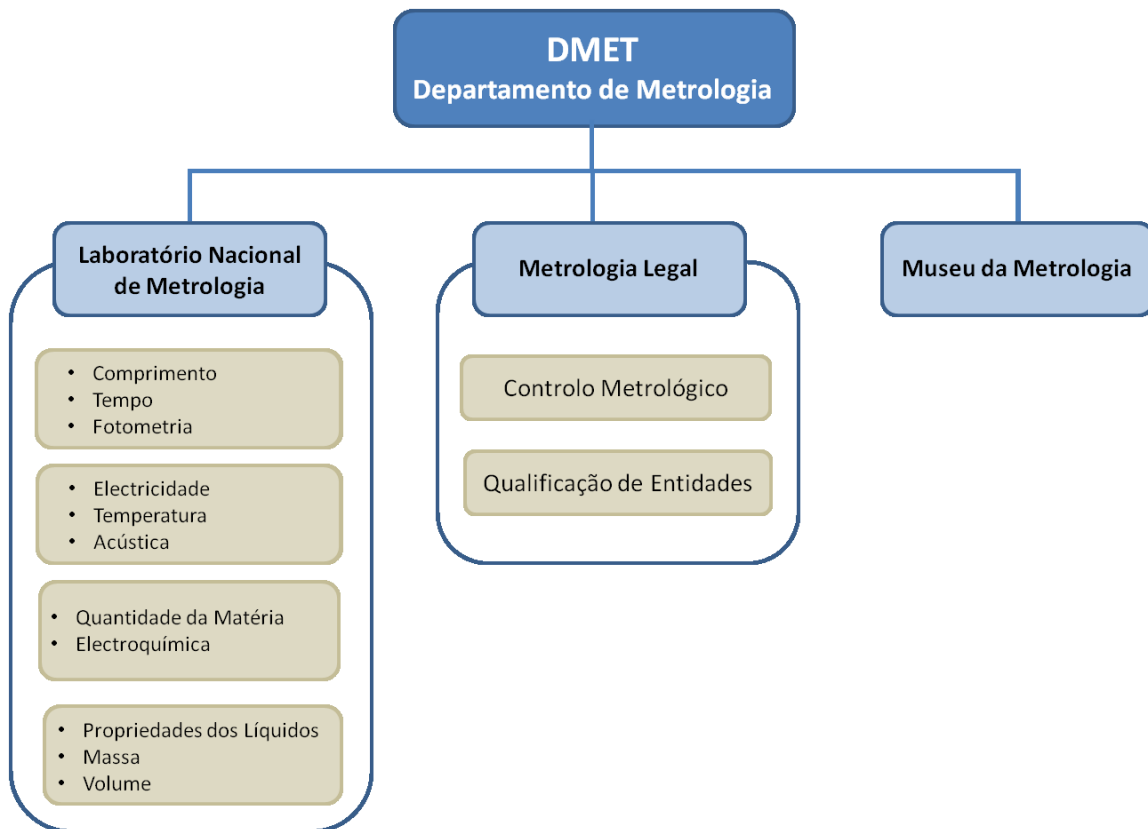 DMET
Departamento de Metrologia
Laboratório Nacional
de Metrologia
• Comprimento
• Tempo
• Fotometria
• Electricidade
• Temperatura
• Acústica
• Quantidade da Matéria
• Electroquímica
• Propriedades dos Líquidos
• Massa
• Volume
Metrologia Legal
Controlo Metrológico
Qualificação de Entidades
Museu da Metrologia